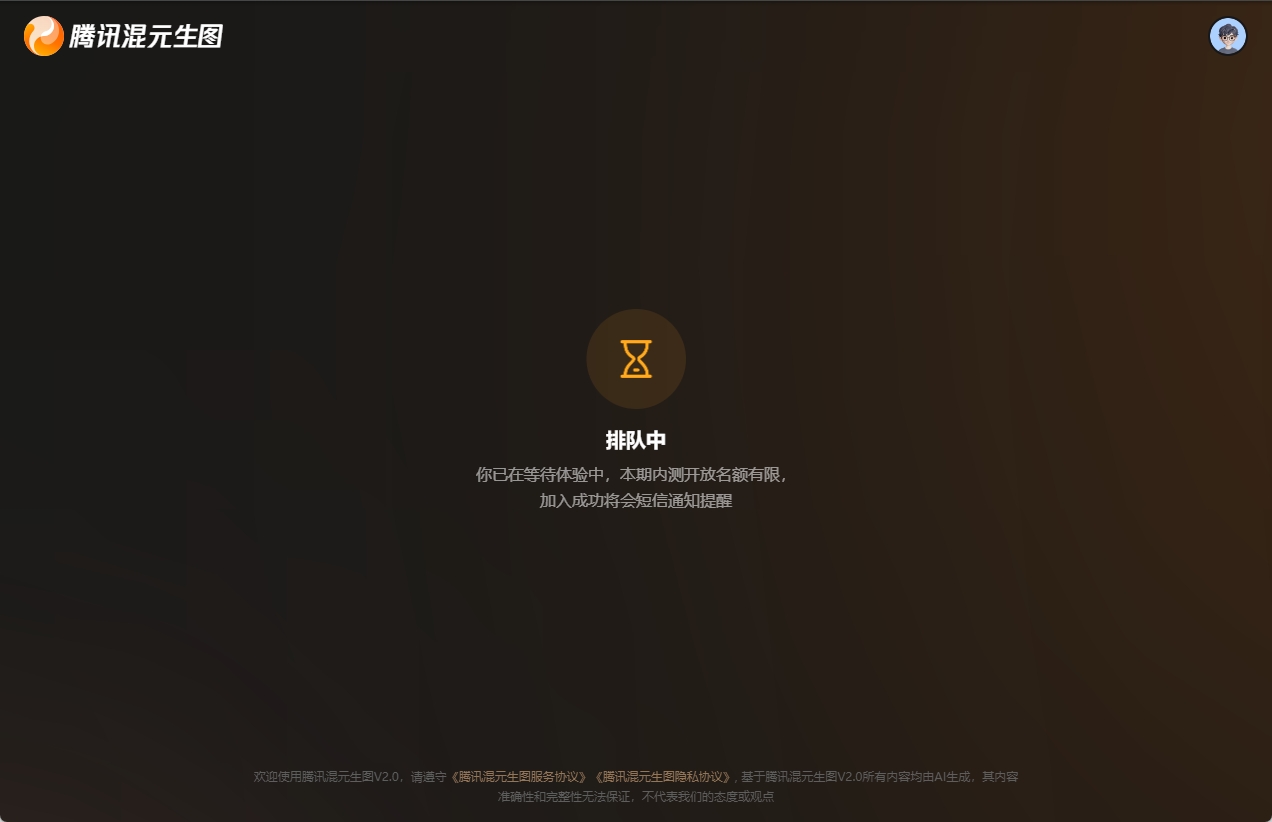 腾讯混元生图
排队中
你已在等待体验中，本期内测开放名额有限，
加入成功将会短信通知提醒
欢迎使用腾讯混元生图V2.0，请遵守《腾讯混元生图服务协议》《腾讯混元生图隐私协议》, 基于腾讯混元生图V2.0所有内容均由AI生成，其内容
准确性和完整性无法保证，不代表我们的态度或观点